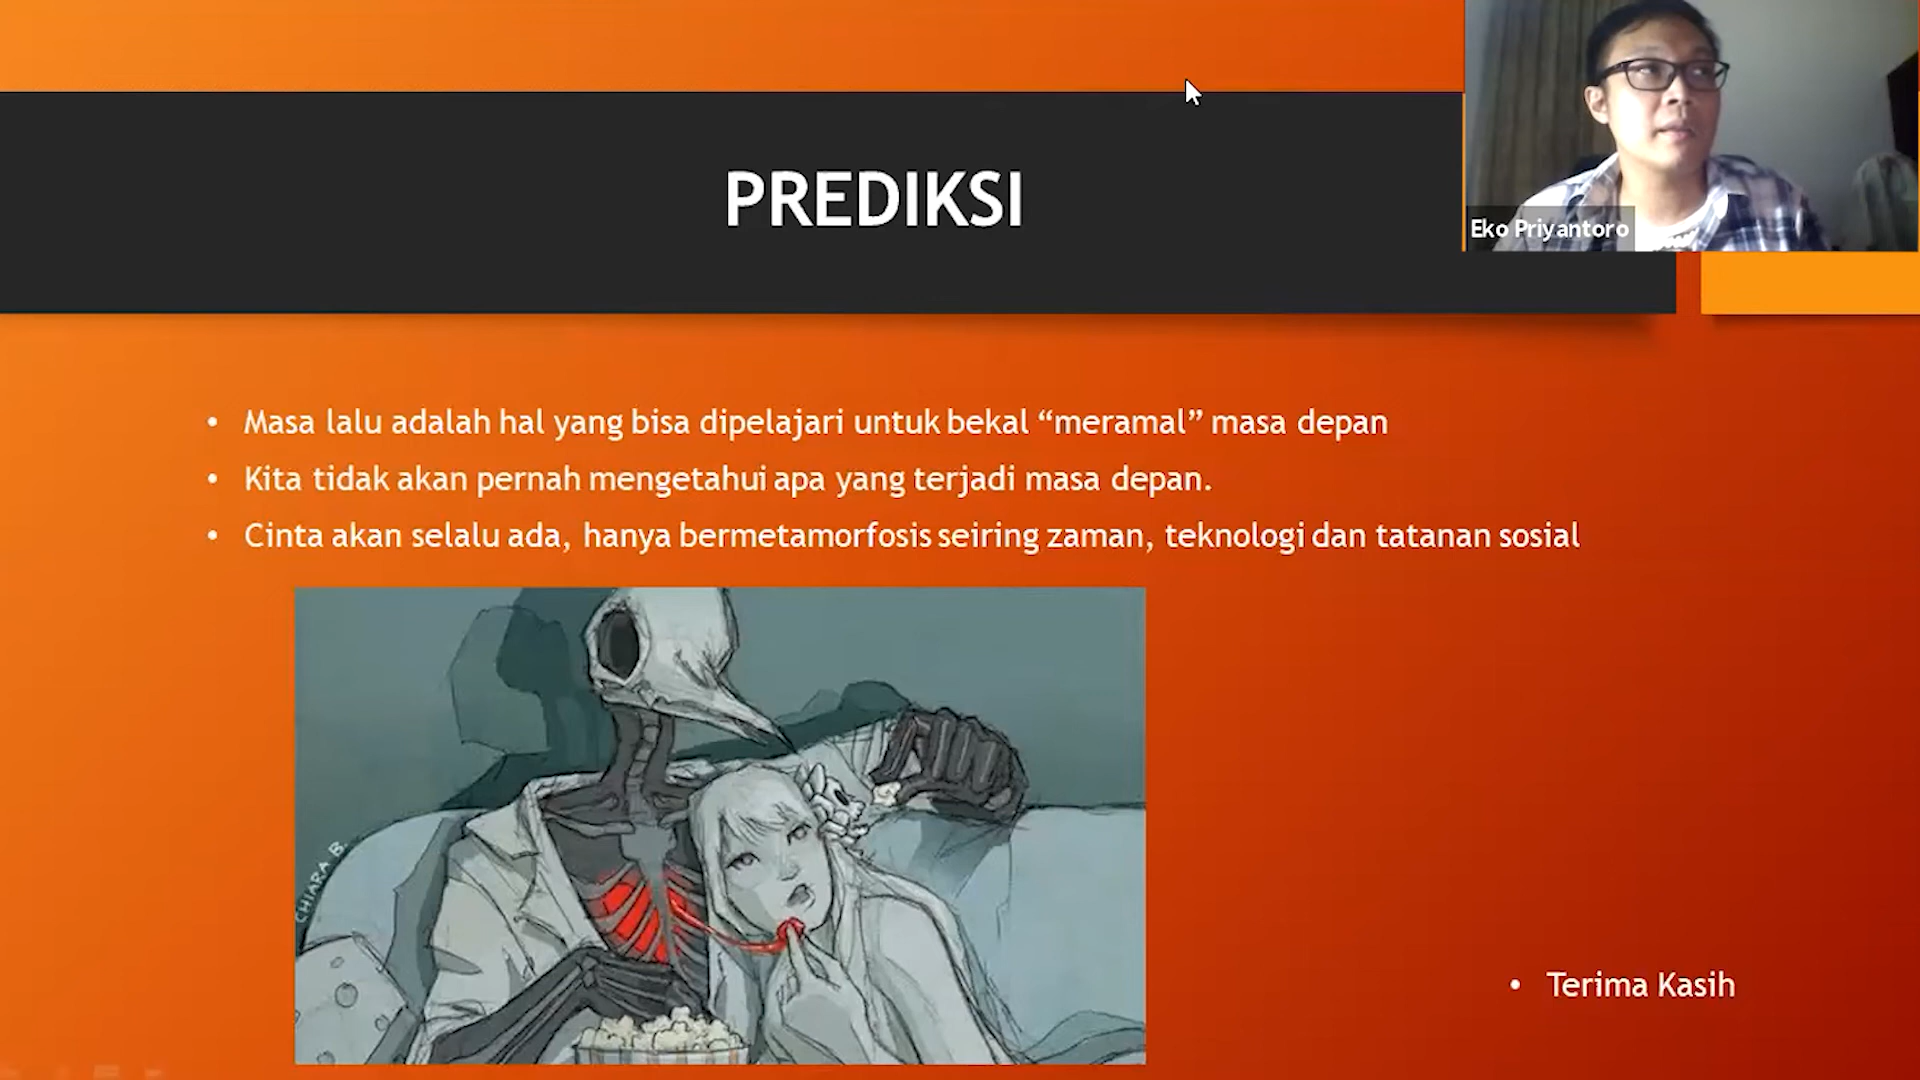 PREDIKSI
Eko Priyantoro
• Masa lalu adalah hal yang bisa dipelajari untuk bekal “meramal” masa depan
• Kita tidak akan pernah mengetahui apa yang terjadi masa depan.
• Cinta akan selalu ada, hanya bermetamorfosis seiring zaman, teknologi dan tatanan sosial
CHIARA B.
• Terima Kasih